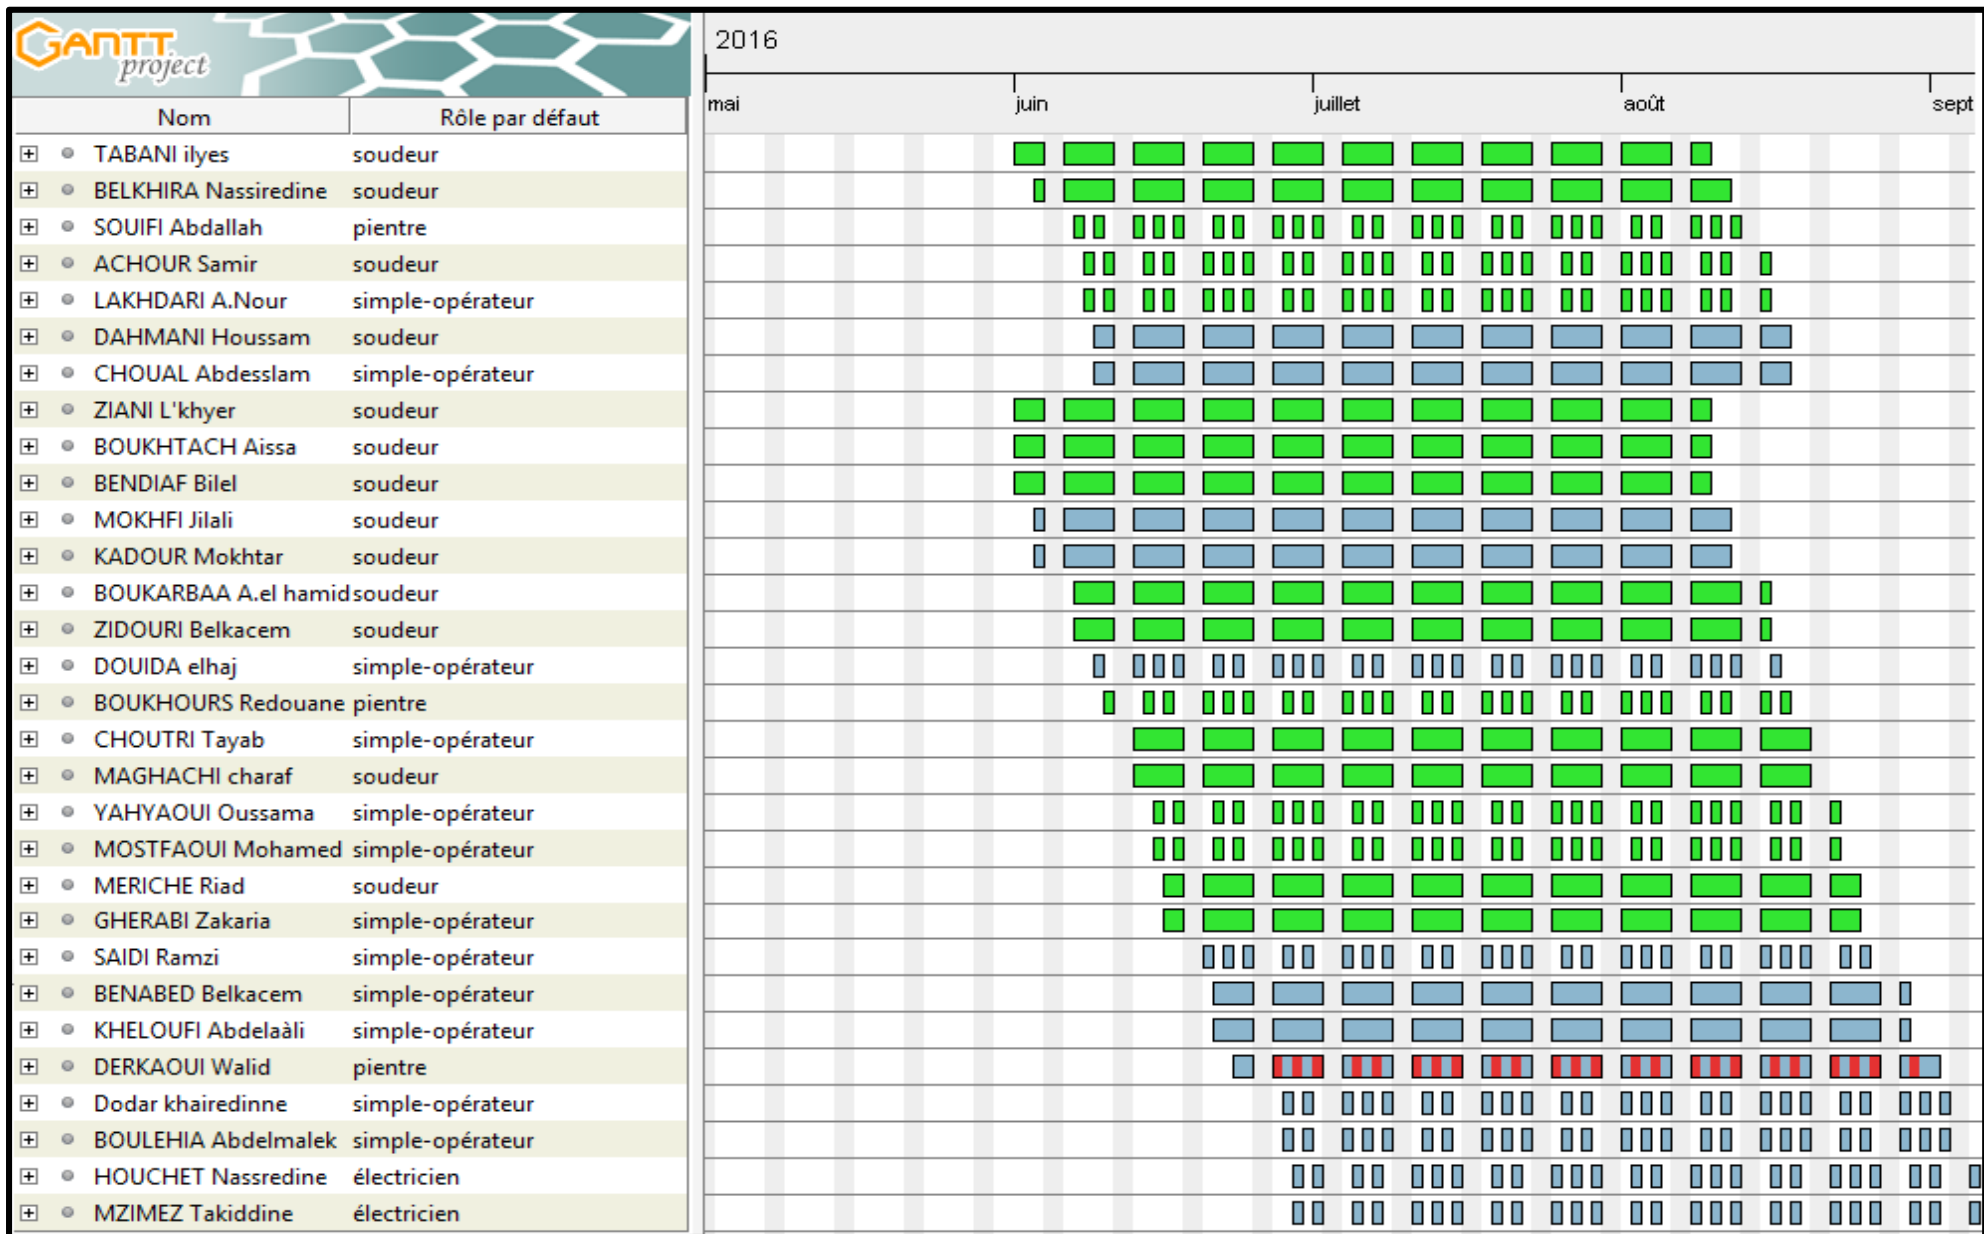 GANTT
project
2016
mai juin juillet août sept
Nom Rôle par défaut
TABANI ilyes soudeur
BELKHIRA Nassiredine soudeur
SOUIFI Abdallah pientre
ACHOUR Samir soudeur
LAKHDARI A.Nour simple-opérateur
DAHMANI Houssam soudeur
CHOUAL Abdesslam simple-opérateur
ZIANI L'khyer soudeur
BOUKHTACH Aissa soudeur
BENDIAF Bilel soudeur
MOKHFI Jilali soudeur
KADOUR Mokhtar soudeur
BOUKARBAA A.el hamid soudeur
ZIDOURI Belkacem soudeur
DOUIDA elhaj simple-opérateur
BOUKHOURS Redouane pientre
CHOUTRI Tayab simple-opérateur
MAGHACHI charaf soudeur
YAHYAOUI Oussama simple-opérateur
MOSTFAOUI Mohamed simple-opérateur
MERICHE Riad soudeur
GHERABI Zakaria simple-opérateur
SAIDI Ramzi simple-opérateur
BENABED Belkacem simple-opérateur
KHELOUFI Abdelaàli simple-opérateur
DERKAOUI Walid pientre
Dodar khairedinne simple-opérateur
BOULEHIA Abdelmalek simple-opérateur
HOUCHET Nassredine électricien
MZIMEZ Takiddine électricien